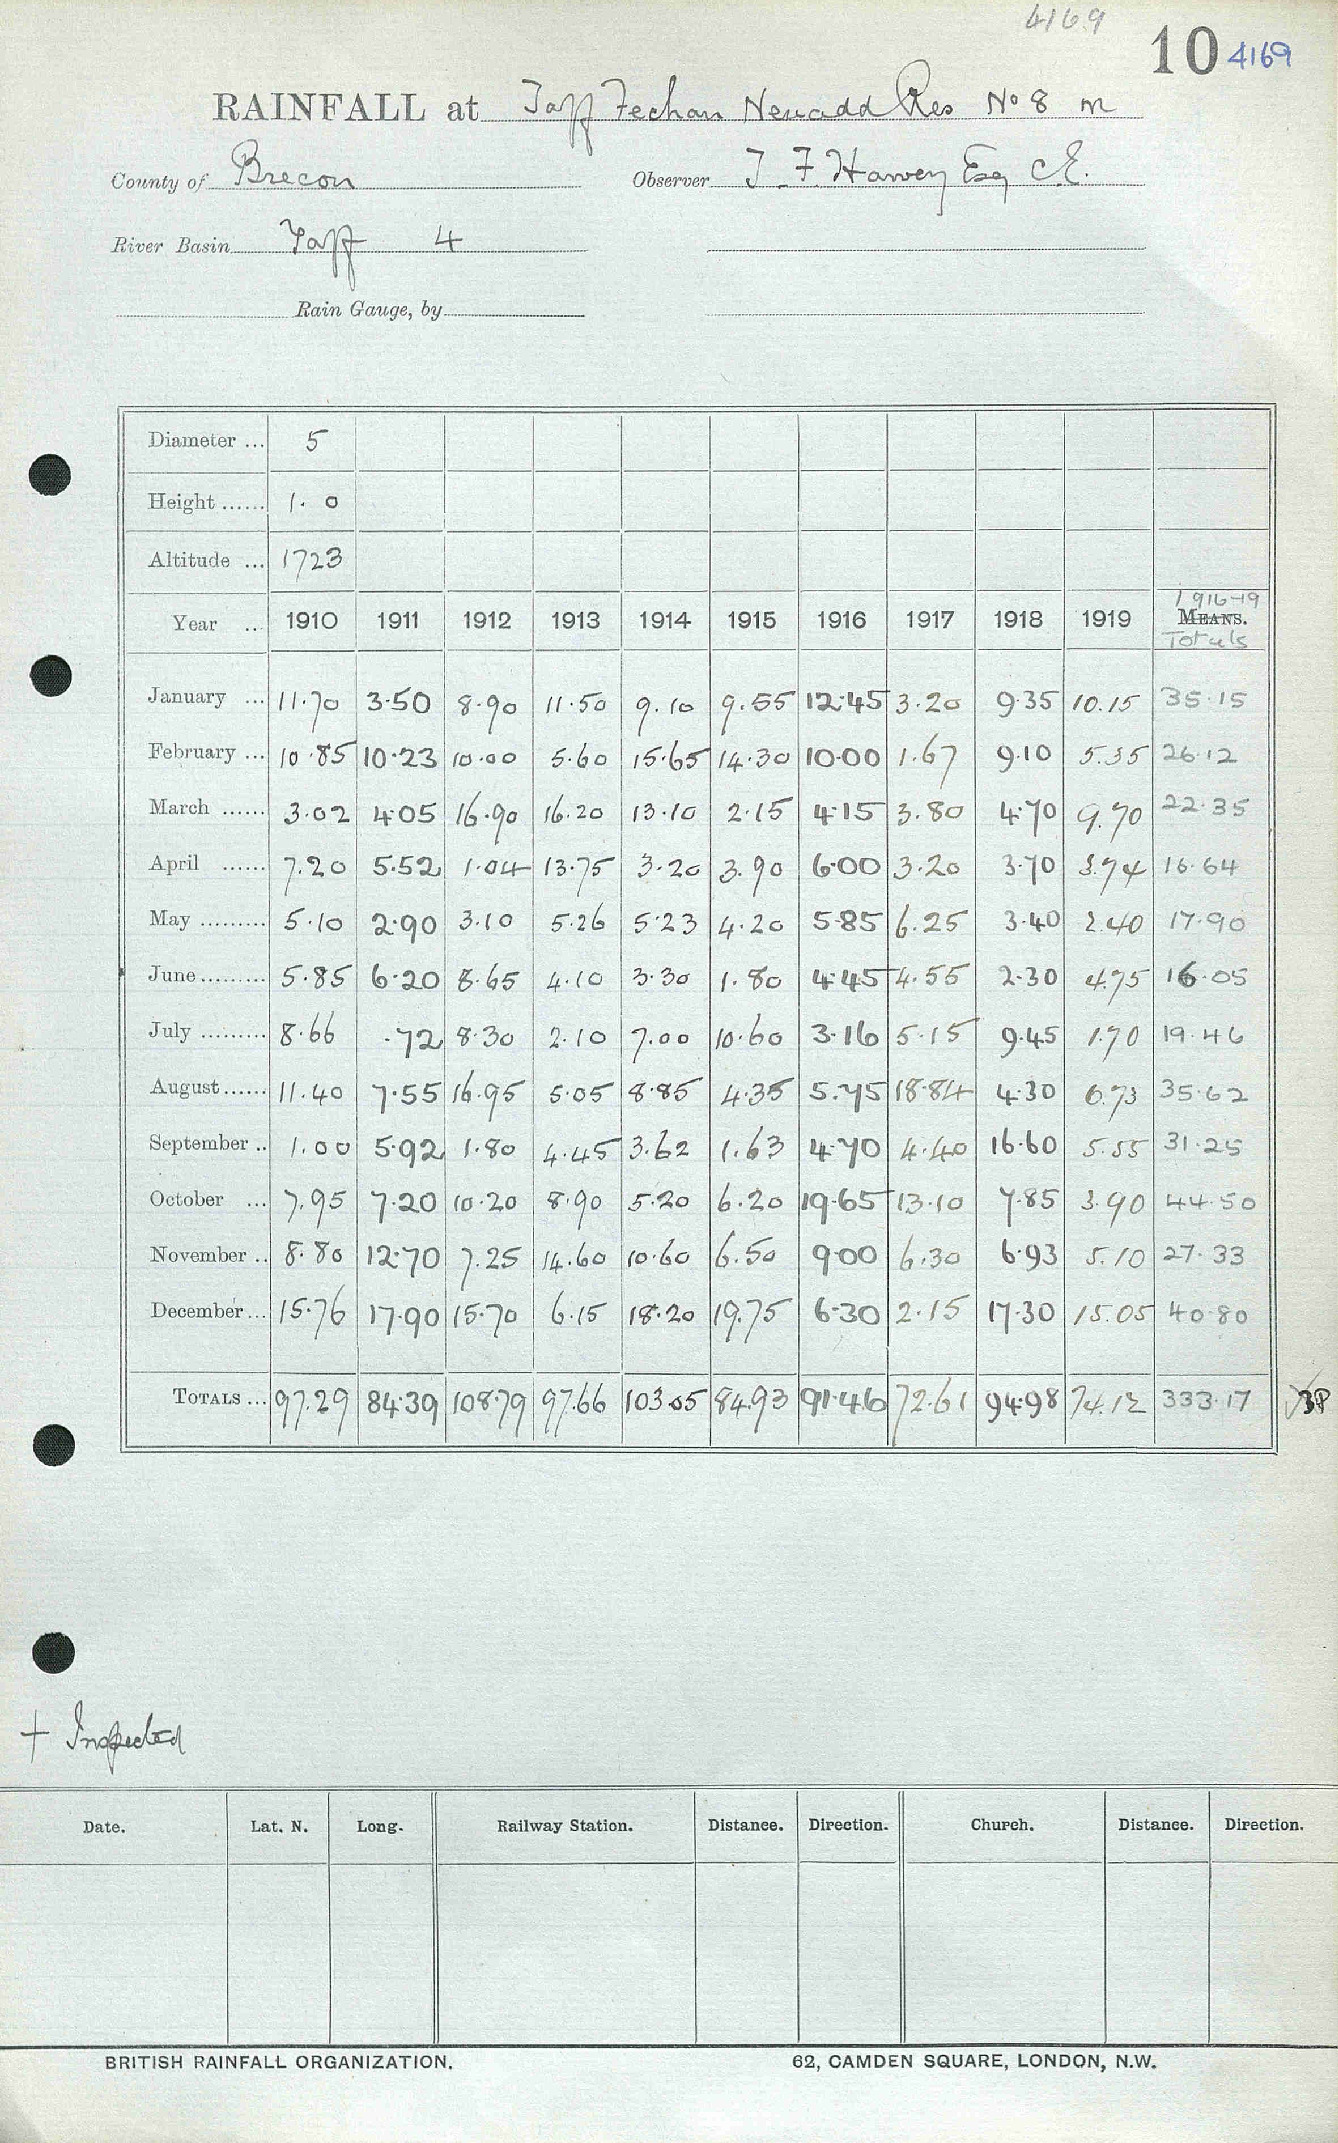 4169
10 4169
RAINFALL at Taff Fechan Neuadd Res No 8 m
County of Brecon Observer T. F. Harvey Esq C.E.
River Basin Taff 4
Rain Gauge, by
Diameter ... 5
Height ...... 1. 0
Altitude ... 1723
1916-19
Year ... 1910 1911 1912 1913 1914 1915 1916 1917 1918 1919 MEANS.
Totals
January ... 11.70 3.50 8.90 11.50 9.10 9.55 12.45 3.20 9.35 10.15 35.15
February ... 10.85 10.23 10.00 5.60 15.65 14.30 10.00 1.67 9.10 5.35 26.12
March ...... 3.02 4.05 16.90 16.20 13.10 2.15 4.15 3.80 4.70 9.70 22.35
April ...... 7.20 5.52 1.04 13.75 3.20 3.90 6.00 3.20 3.70 3.74 16.64
May ......... 5.10 2.90 3.10 5.26 5.23 4.20 5.85 6.25 3.40 2.40 17.90
June ......... 5.85 6.20 8.65 4.10 3.30 1.80 4.45 4.55 2.30 4.75 16.05
July ......... 8.66 .72 8.30 2.10 7.00 10.60 3.16 5.15 9.45 1.70 19.46
August ...... 11.40 7.55 16.95 5.05 8.85 4.35 5.75 18.84 4.30 6.73 35.62
September .. 1.00 5.92 1.80 4.45 3.62 1.63 4.70 4.40 16.60 5.55 31.25
October ... 7.95 7.20 10.20 8.90 5.20 6.20 19.65 13.10 7.85 3.90 44.50
November .. 8.80 12.70 7.25 14.60 10.60 6.50 9.00 6.30 6.93 5.10 27.33
December ... 15.76 17.90 15.70 6.15 18.20 19.75 6.30 2.15 17.30 15.05 40.80
TOTALS ... 97.29 84.39 108.79 97.66 103.05 84.93 91.46 72.61 94.98 74.12 333.17
+ Inspected
Date. Lat. N. Long. Railway Station. Distance. Direction. Church. Distance. Direction.
BRITISH RAINFALL ORGANIZATION. 62, CAMDEN SQUARE, LONDON, N.W.